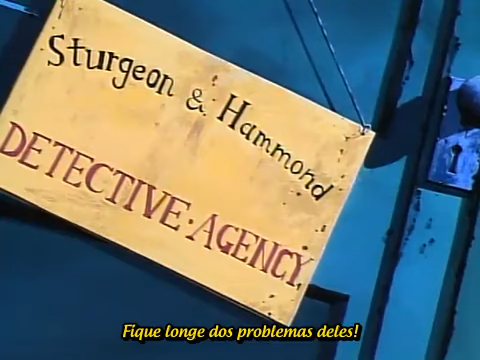 Sturgeon & Hammond
DETECTIVE·AGENCY
Fique longe dos problemas deles!